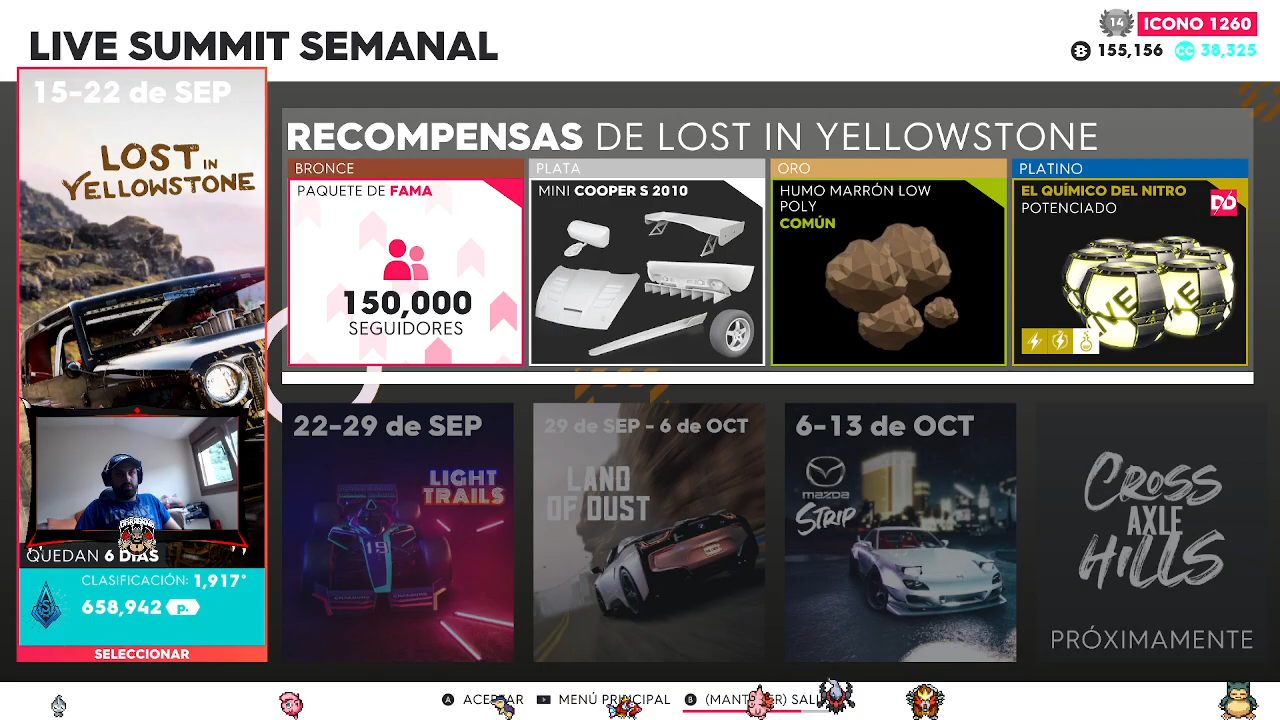 LIVE SUMMIT SEMANAL
14 ICONO 1260
155,156 CC 38,325
15-22 de SEP
LOST IN
YELLOWSTONE
RECOMPENSAS DE LOST IN YELLOWSTONE
BRONCE
PAQUETE DE FAMA
150,000
SEGUIDORES
PLATA
MINI COOPER S 2010
ORO
HUMO MARRÓN LOW
POLY
COMÚN
PLATINO
EL QUÍMICO DEL NITRO
POTENCIADO
LIVE
QUEDAN 6 DÍAS
CLASIFICACIÓN: 1,917°
658,942 p.
SELECCIONAR
22-29 de SEP
LIGHT
TRAILS
19
29 de SEP - 6 de OCT
LAND
OF DUST
6-13 de OCT
mazda
STRIP
CROSS
AXLE
HILLS
PRÓXIMAMENTE
A ACEPTAR MENÚ PRINCIPAL B